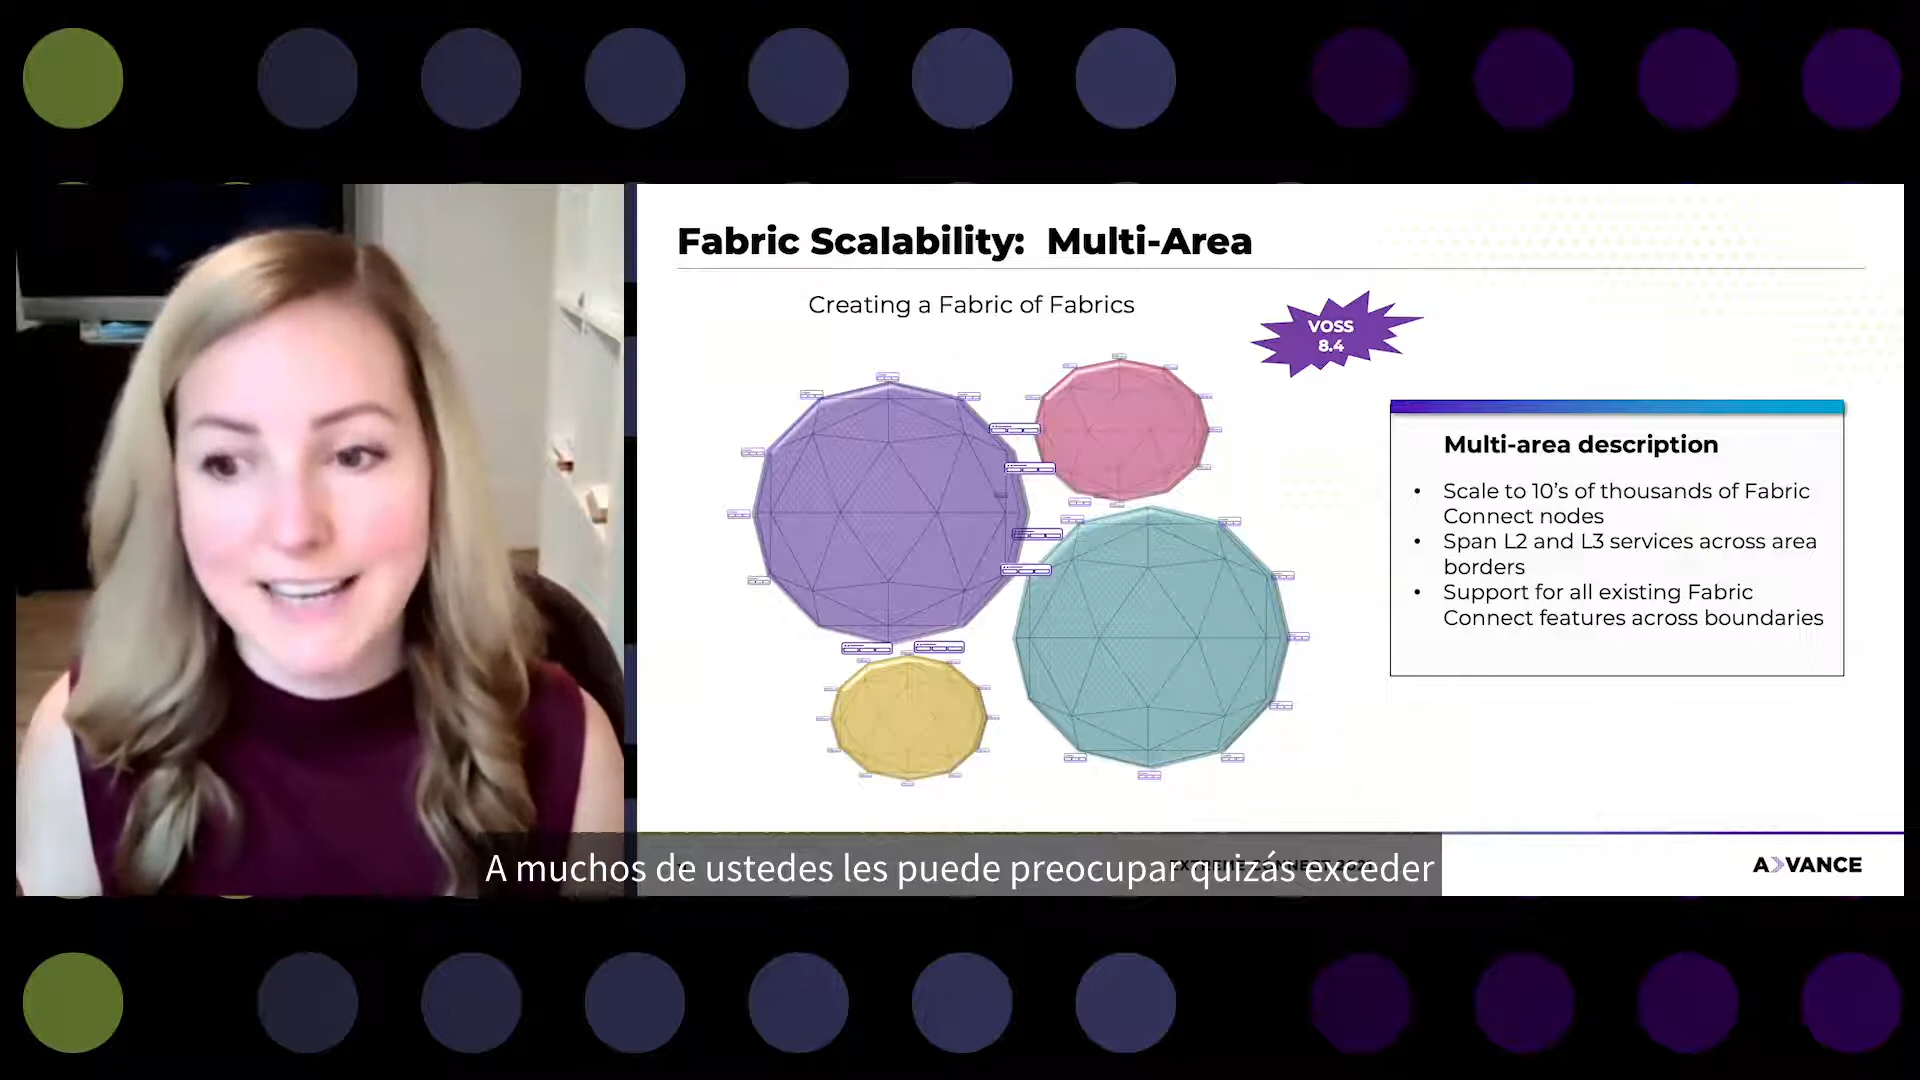 Fabric Scalability:  Multi-Area
Creating a Fabric of Fabrics
VOSS
8.4
Multi-area description
• Scale to 10's of thousands of Fabric
Connect nodes
• Span L2 and L3 services across area
borders
• Support for all existing Fabric
Connect features across boundaries
A muchos de ustedes les puede preocupar quizás exceder
ADVANCE